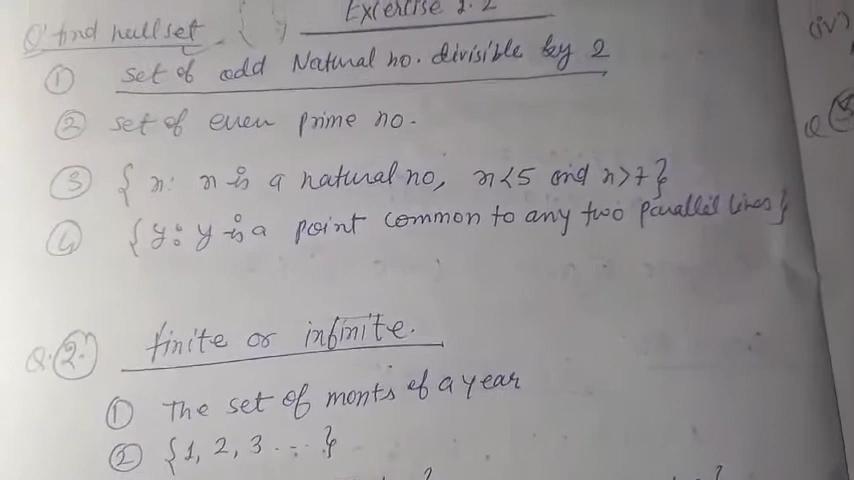 Excercise 1.2
Q find null set - { }
① set of odd Natural no. divisible by 2
② set of even prime no.
③ { x: x is a natural no, x<5 and x>7}
④ {y: y is a point common to any two parallel lines}
(iv)
Q
Q.②. finite or infinite.
① The set of monts of a year
② {1, 2, 3 ... }